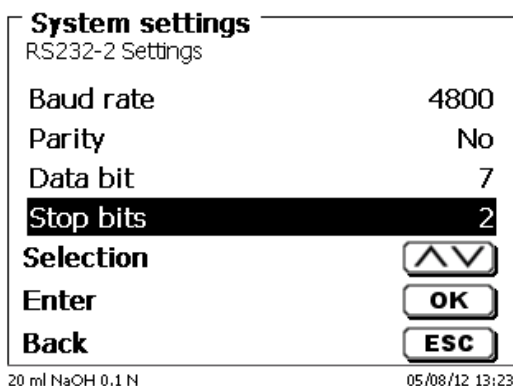 System settings
RS232-2 Settings
Baud rate 4800
Parity No
Data bit 7
Stop bits 2
Selection
Enter OK
Back ESC
20 ml NaOH 0.1 N 05/08/12 13:23